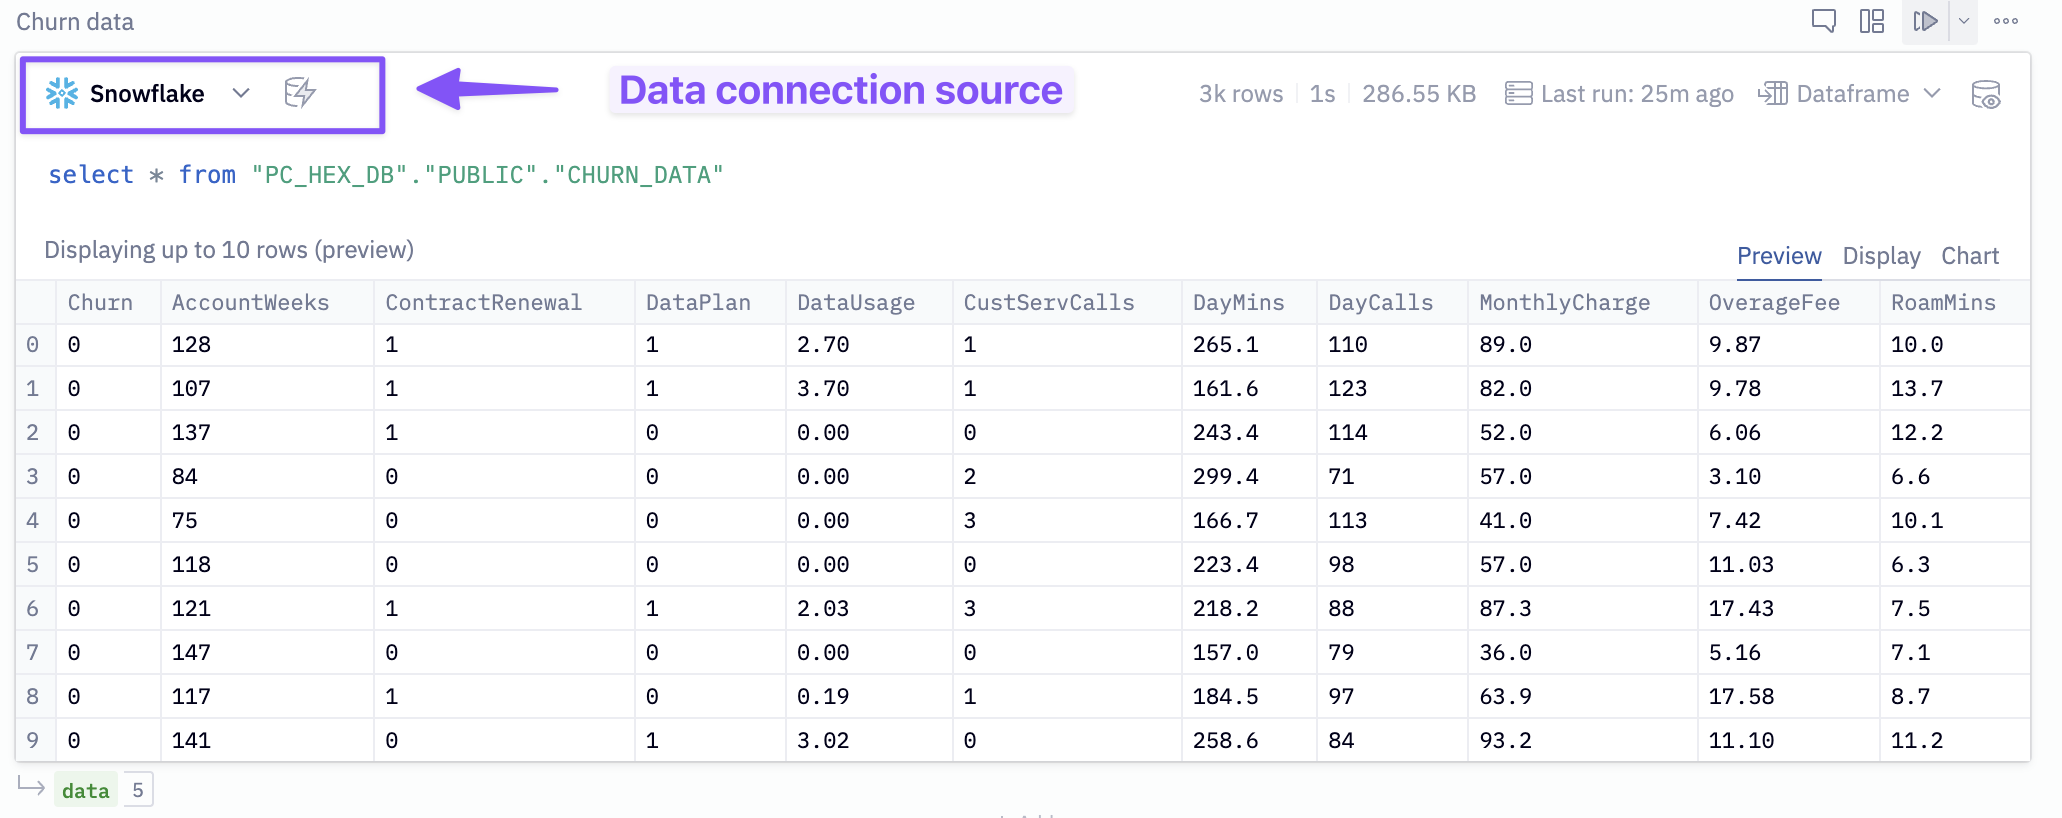 Churn data
Snowflake
Data connection source
3k rows 1s 286.55 KB Last run: 25m ago Dataframe
select * from "PC_HEX_DB"."PUBLIC"."CHURN_DATA"
Displaying up to 10 rows (preview)
Preview Display Chart
Churn AccountWeeks ContractRenewal DataPlan DataUsage CustServCalls DayMins DayCalls MonthlyCharge OverageFee RoamMins
0 0 128 1 1 2.70 1 265.1 110 89.0 9.87 10.0
1 0 107 1 1 3.70 1 161.6 123 82.0 9.78 13.7
2 0 137 1 0 0.00 0 243.4 114 52.0 6.06 12.2
3 0 84 0 0 0.00 2 299.4 71 57.0 3.10 6.6
4 0 75 0 0 0.00 3 166.7 113 41.0 7.42 10.1
5 0 118 0 0 0.00 0 223.4 98 57.0 11.03 6.3
6 0 121 1 1 2.03 3 218.2 88 87.3 17.43 7.5
7 0 147 0 0 0.00 0 157.0 79 36.0 5.16 7.1
8 0 117 1 0 0.19 1 184.5 97 63.9 17.58 8.7
9 0 141 0 1 3.02 0 258.6 84 93.2 11.10 11.2
data 5